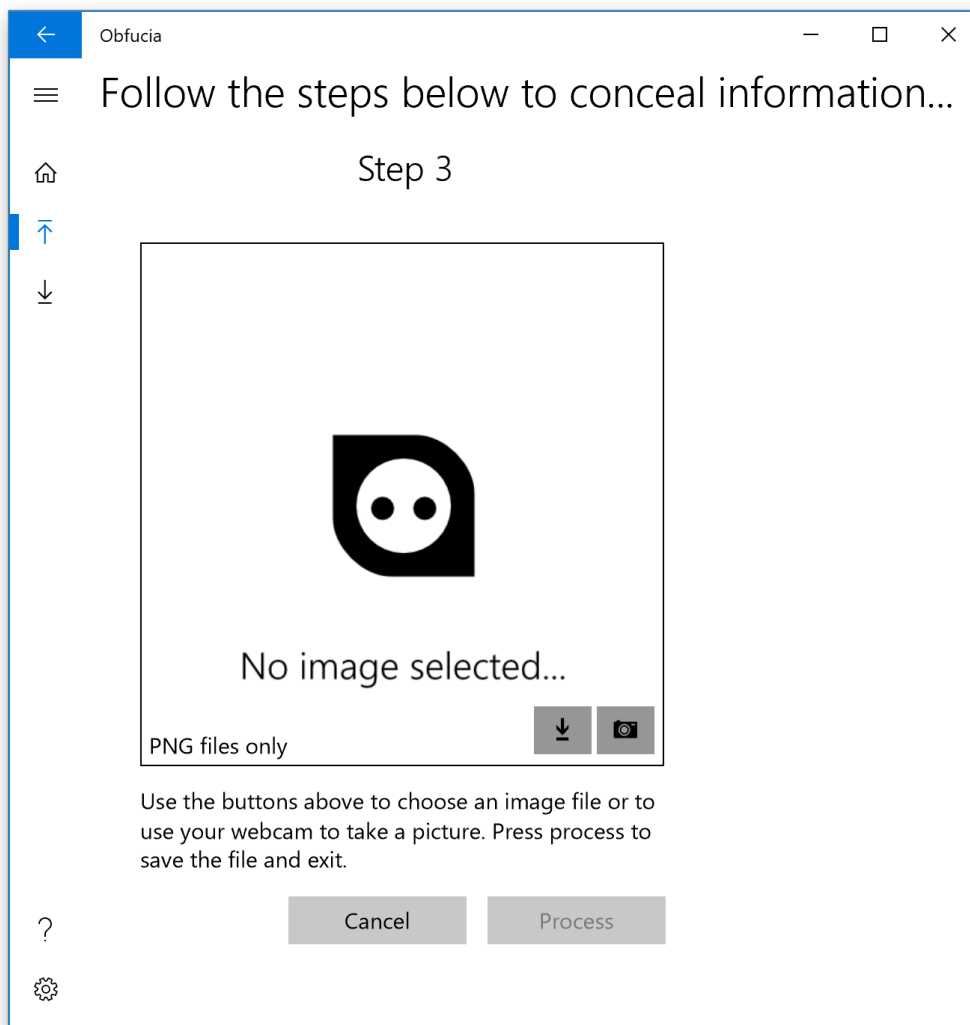 Obfucia
Follow the steps below to conceal information...
Step 3
No image selected...
PNG files only
Use the buttons above to choose an image file or to
use your webcam to take a picture. Press process to
save the file and exit.
Cancel
Process